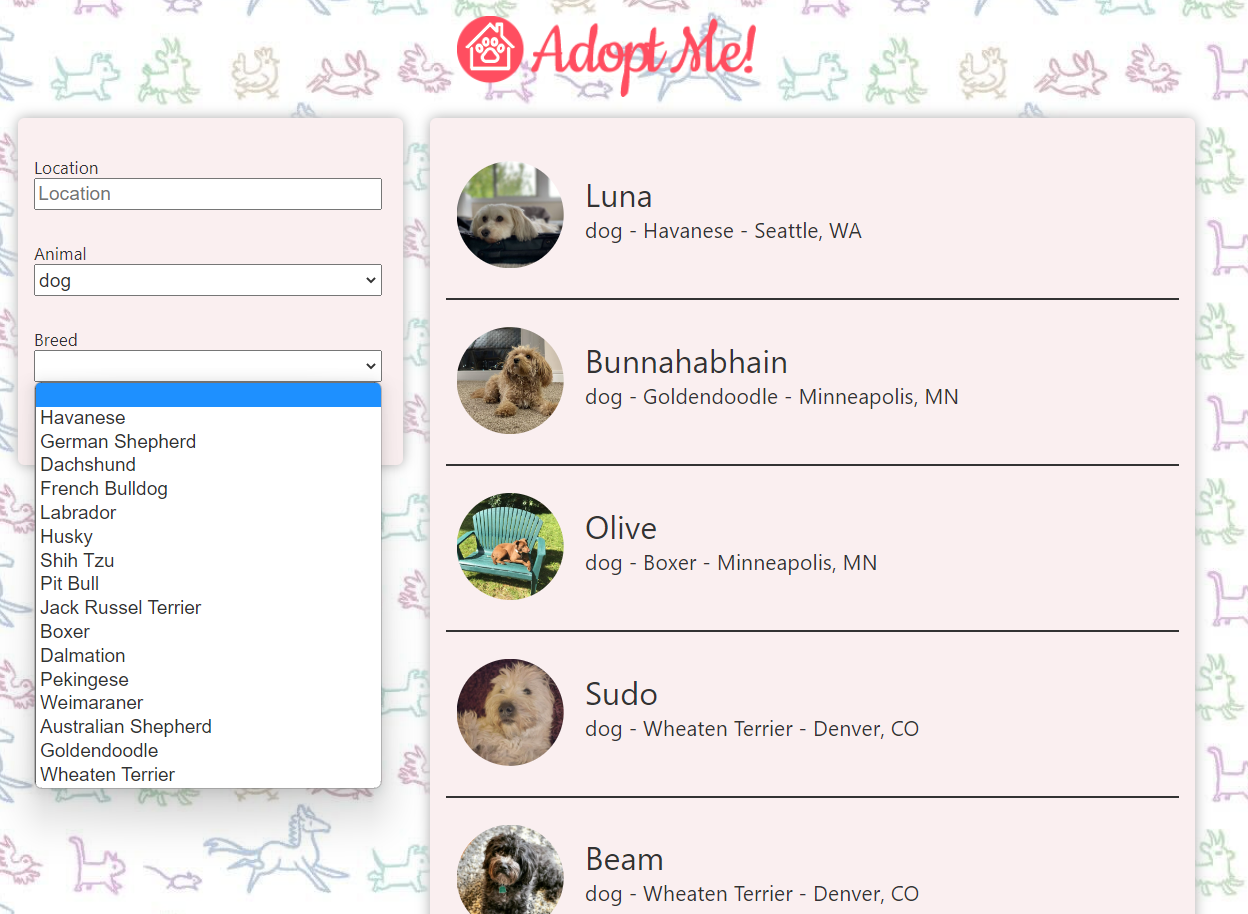 Adopt Me!
Location
Location
Animal
dog
Breed
Havanese
German Shepherd
Dachshund
French Bulldog
Labrador
Husky
Shih Tzu
Pit Bull
Jack Russel Terrier
Boxer
Dalmation
Pekingese
Weimaraner
Australian Shepherd
Goldendoodle
Wheaten Terrier
Luna
dog - Havanese - Seattle, WA
Bunnahabhain
dog - Goldendoodle - Minneapolis, MN
Olive
dog - Boxer - Minneapolis, MN
Sudo
dog - Wheaten Terrier - Denver, CO
Beam
dog - Wheaten Terrier - Denver, CO